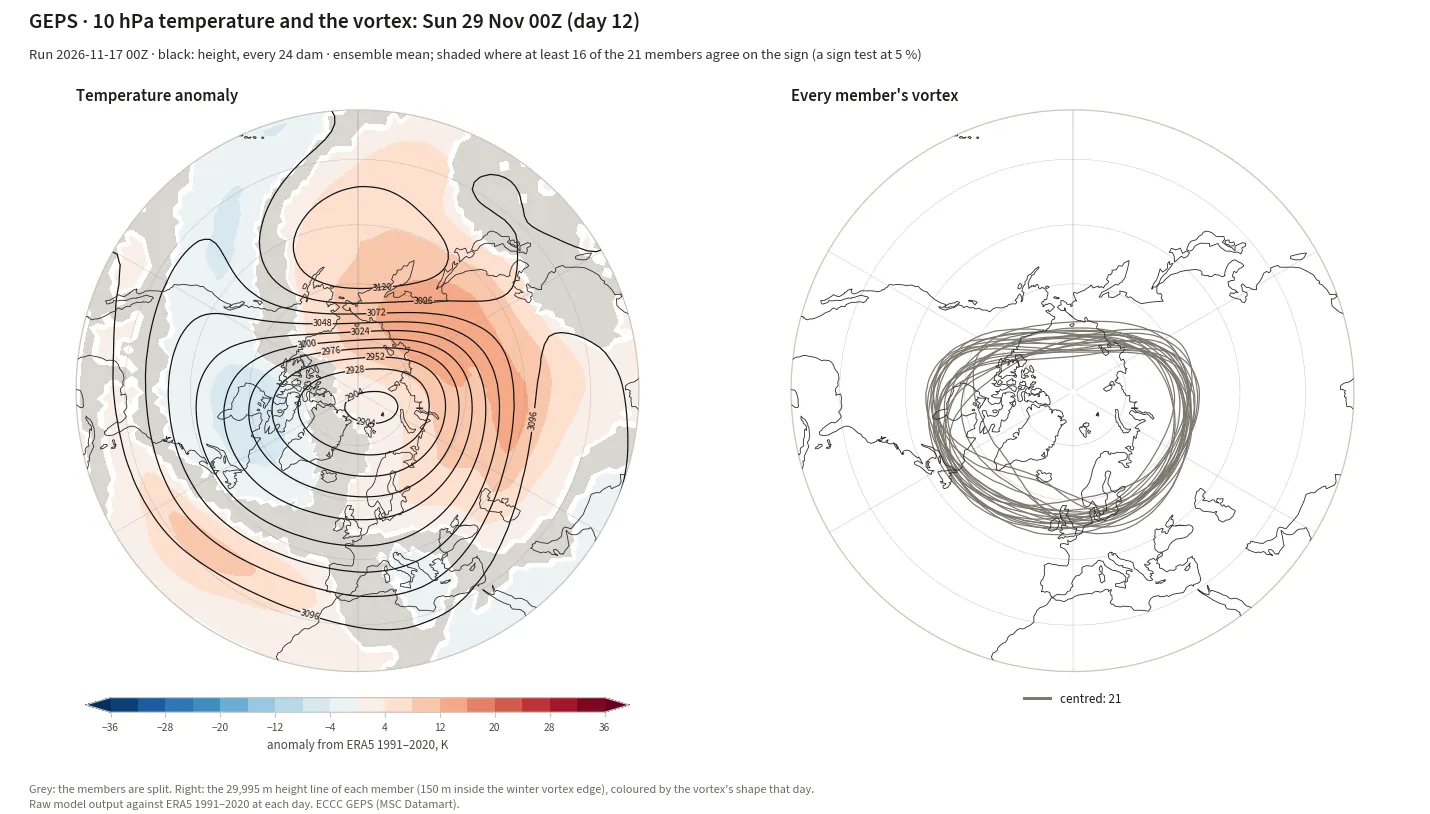 GEPS · 10 hPa temperature and the vortex: Sun 29 Nov 00Z (day 12)
Run 2026-11-17 00Z · black: height, every 24 dam · ensemble mean; shaded where at least 16 of the 21 members agree on the sign (a sign test at 5 %)
Temperature anomaly
Every member's vortex
3120
3096
3072
3048
3024
3000
2976
2952
2928
2904
2904
3096
3096
−36 −28 −20 −12 −4 4 12 20 28 36
anomaly from ERA5 1991–2020, K
centred: 21
Grey: the members are split. Right: the 29,995 m height line of each member (150 m inside the winter vortex edge), coloured by the vortex's shape that day.
Raw model output against ERA5 1991–2020 at each day. ECCC GEPS (MSC Datamart).